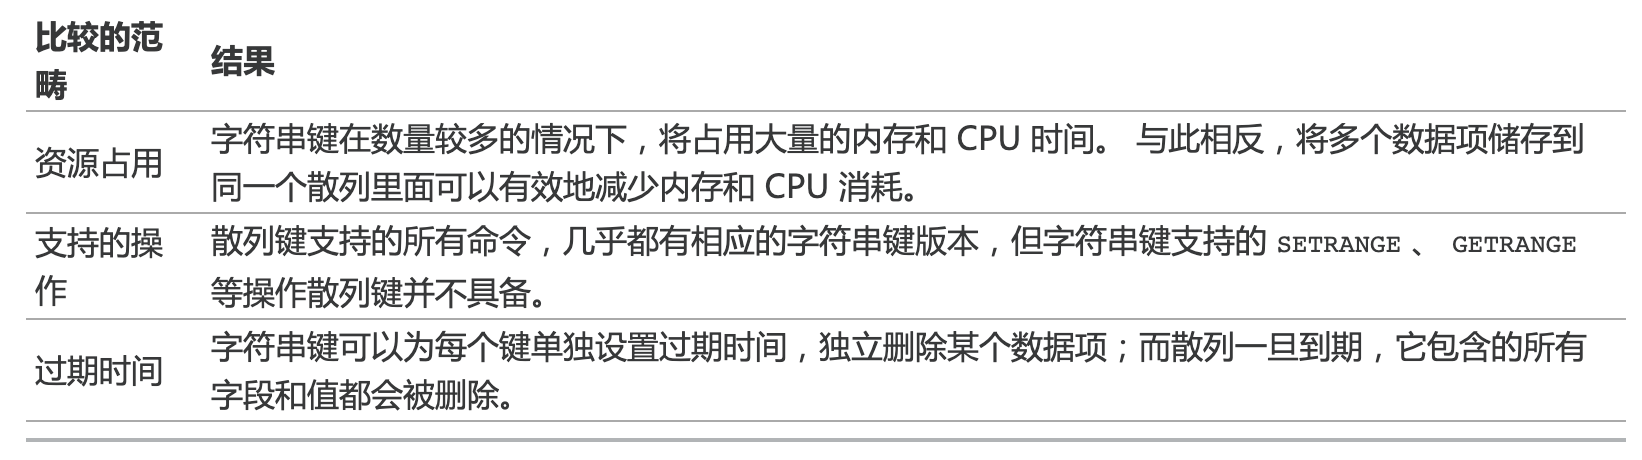 比较的范
畴
结果
资源占用
字符串键在数量较多的情况下，将占用大量的内存和 CPU 时间。 与此相反，将多个数据项储存到
同一个散列里面可以有效地减少内存和 CPU 消耗。
支持的操
作
散列键支持的所有命令，几乎都有相应的字符串键版本，但字符串键支持的 SETRANGE 、 GETRANGE
等操作散列键并不具备。
过期时间
字符串键可以为每个键单独设置过期时间，独立删除某个数据项；而散列一旦到期，它包含的所有
字段和值都会被删除。